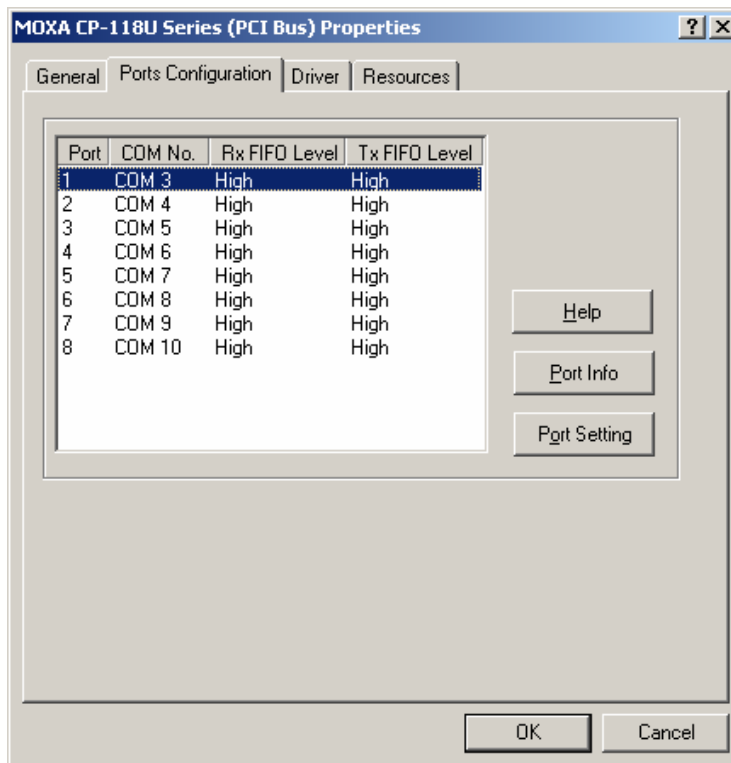 MOXA CP-118U Series (PCI Bus) Properties
General Ports Configuration Driver Resources
Port COM No. Rx FIFO Level Tx FIFO Level
1 COM 3 High High
2 COM 4 High High
3 COM 5 High High
4 COM 6 High High
5 COM 7 High High
6 COM 8 High High
7 COM 9 High High
8 COM 10 High High
Help
Port Info
Port Setting
OK Cancel